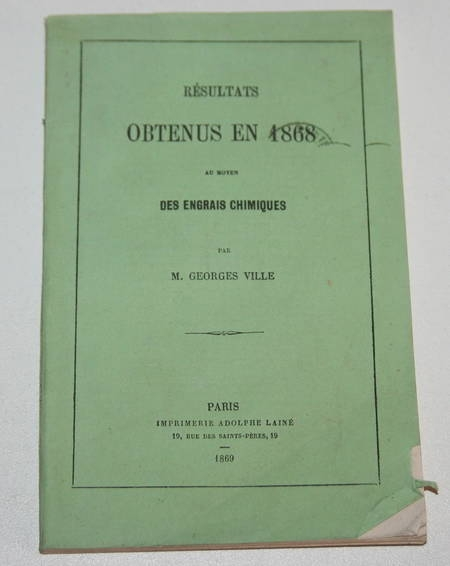 RÉSULTATS
OBTENUS EN 1868
AU MOYEN
DES ENGRAIS CHIMIQUES
PAR
M. GEORGES VILLE
PARIS
IMPRIMERIE ADOLPHE LAINÉ
19, RUE DES SAINTS-PÈRES, 19
1869